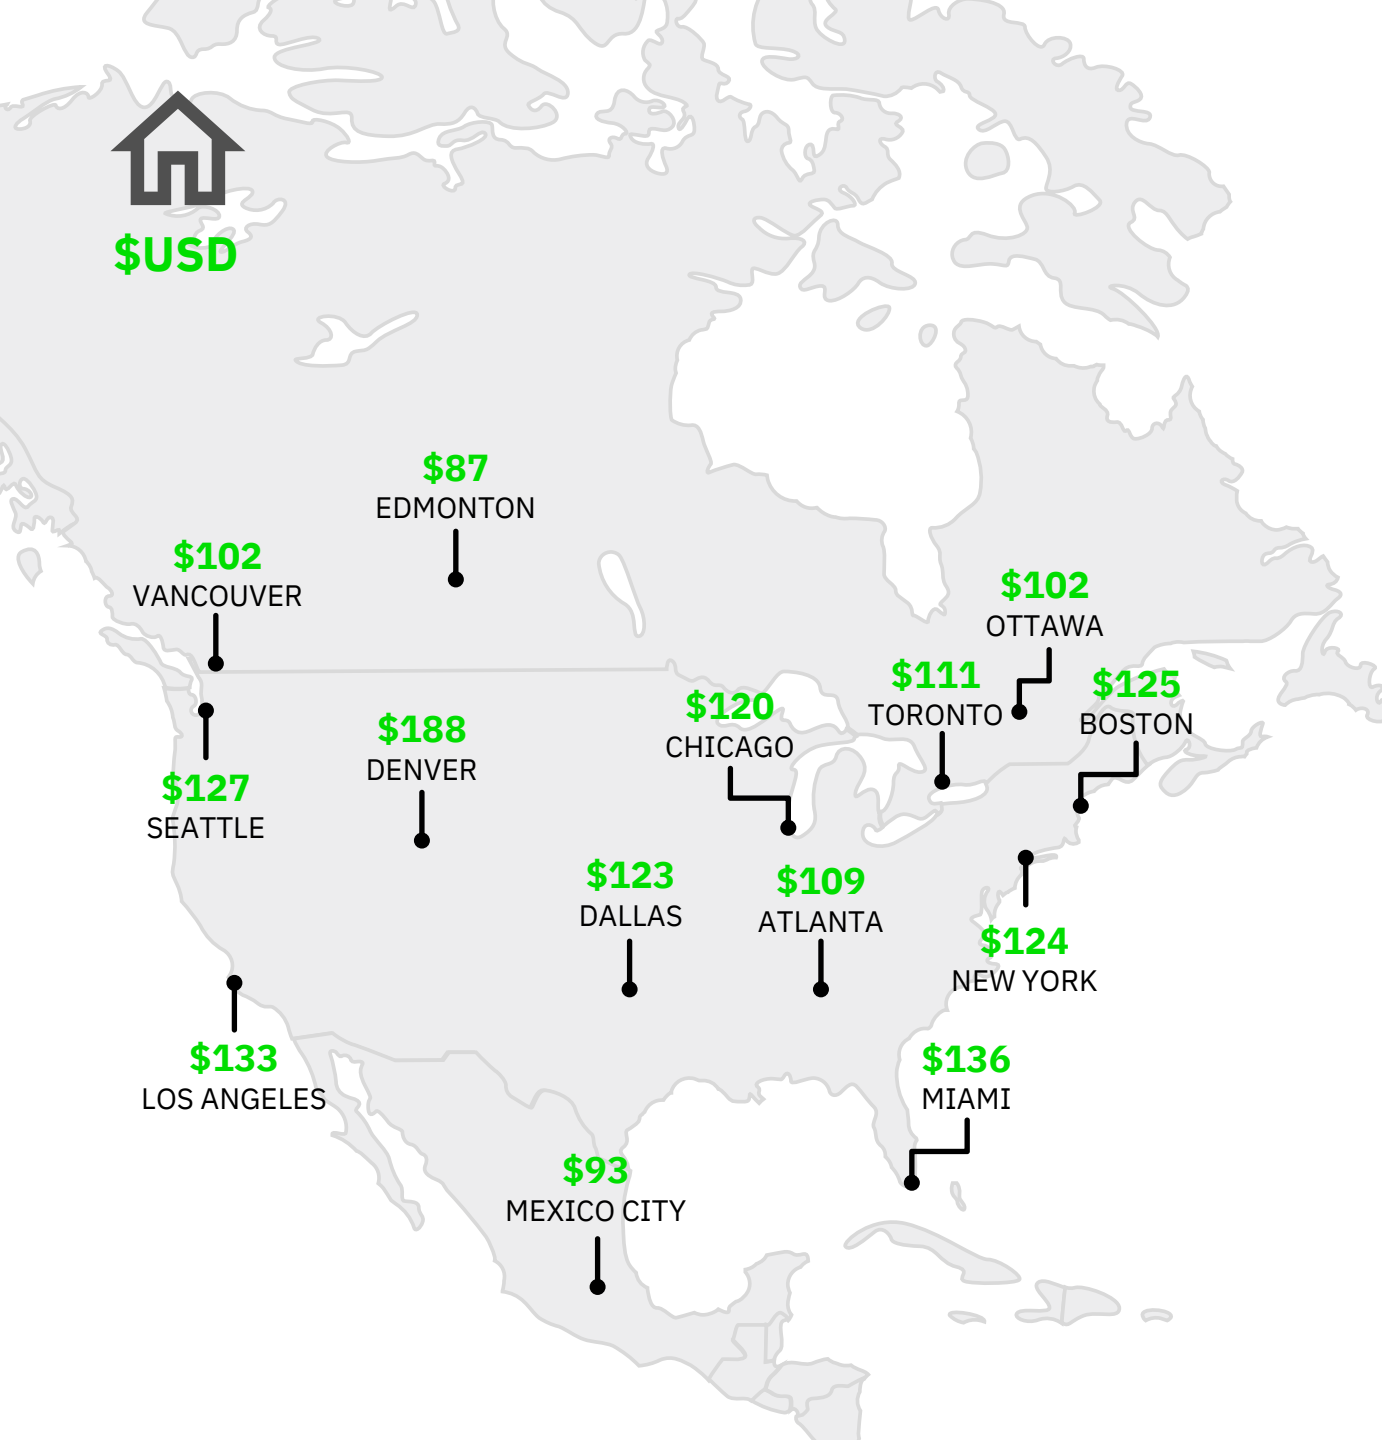 $USD
$87
EDMONTON
$102
VANCOUVER
$102
OTTAWA
$111
TORONTO
$125
BOSTON
$120
CHICAGO
$188
DENVER
$127
SEATTLE
$123
DALLAS
$109
ATLANTA
$124
NEW YORK
$133
LOS ANGELES
$136
MIAMI
$93
MEXICO CITY